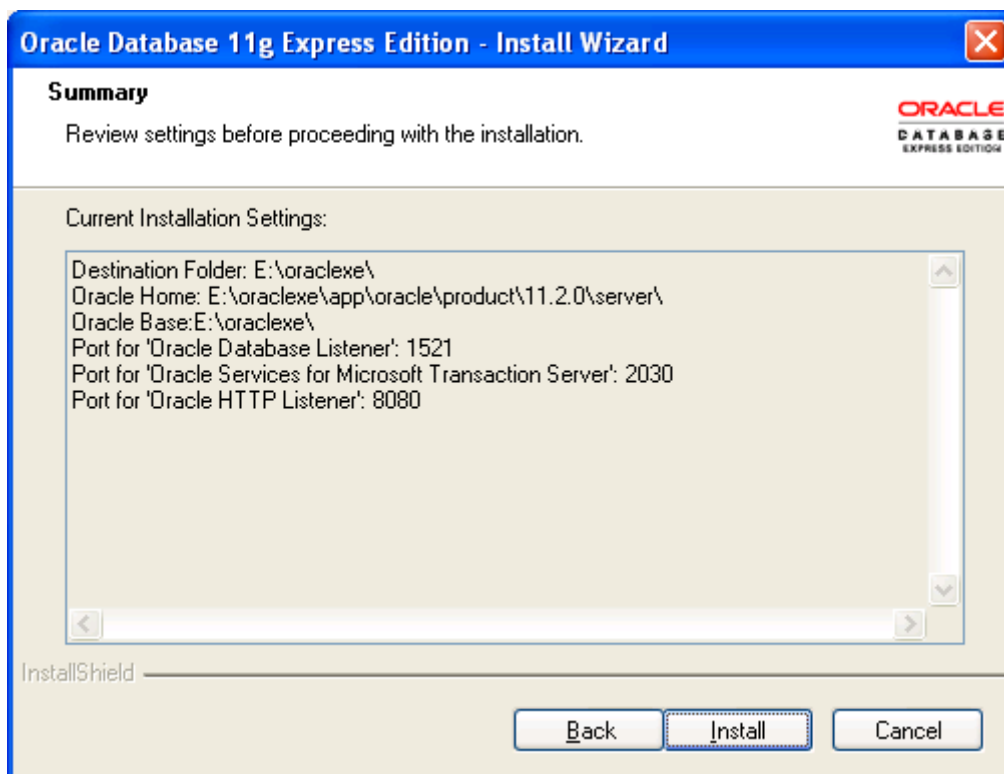 Oracle Database 11g Express Edition - Install Wizard
Summary
Review settings before proceeding with the installation.
ORACLE
DATABASE
EXPRESS EDITION
Current Installation Settings:
Destination Folder: E:\oraclexe\
Oracle Home: E:\oraclexe\app\oracle\product\11.2.0\server\
Oracle Base:E:\oraclexe\
Port for 'Oracle Database Listener': 1521
Port for 'Oracle Services for Microsoft Transaction Server': 2030
Port for 'Oracle HTTP Listener': 8080
InstallShield
Back
Install
Cancel